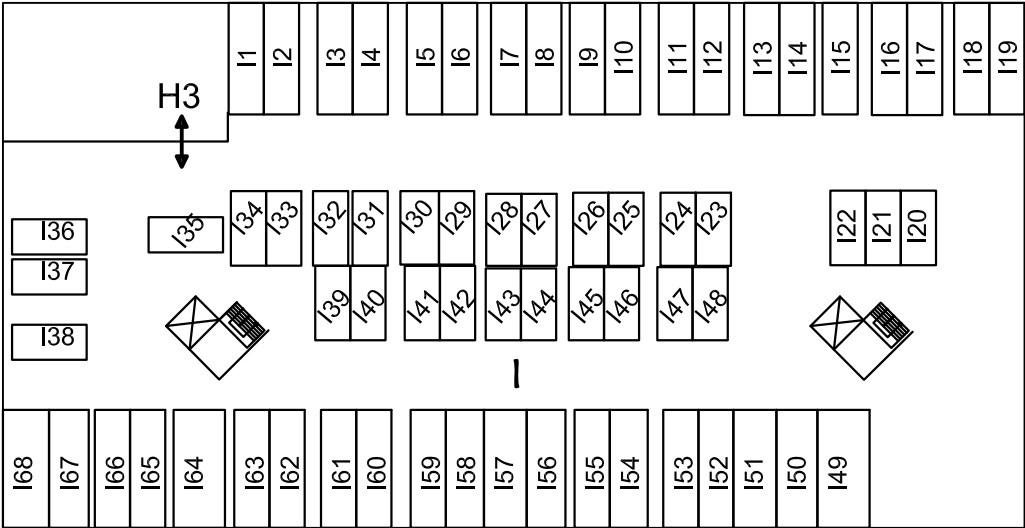 I1 I2 I3 I4 I5 I6 I7 I8 I9 I10 I11 I12 I13 I14 I15 I16 I17 I18 I19
H3
I34 I33 I32 I31 I30 I29 I28 I27 I26 I25 I24 I23 I22 I21 I20
I36 I35
I37
I39 I40 I41 I42 I43 I44 I45 I46 I47 I48
I38
I
I68 I67 I66 I65 I64 I63 I62 I61 I60 I59 I58 I57 I56 I55 I54 I53 I52 I51 I50 I49